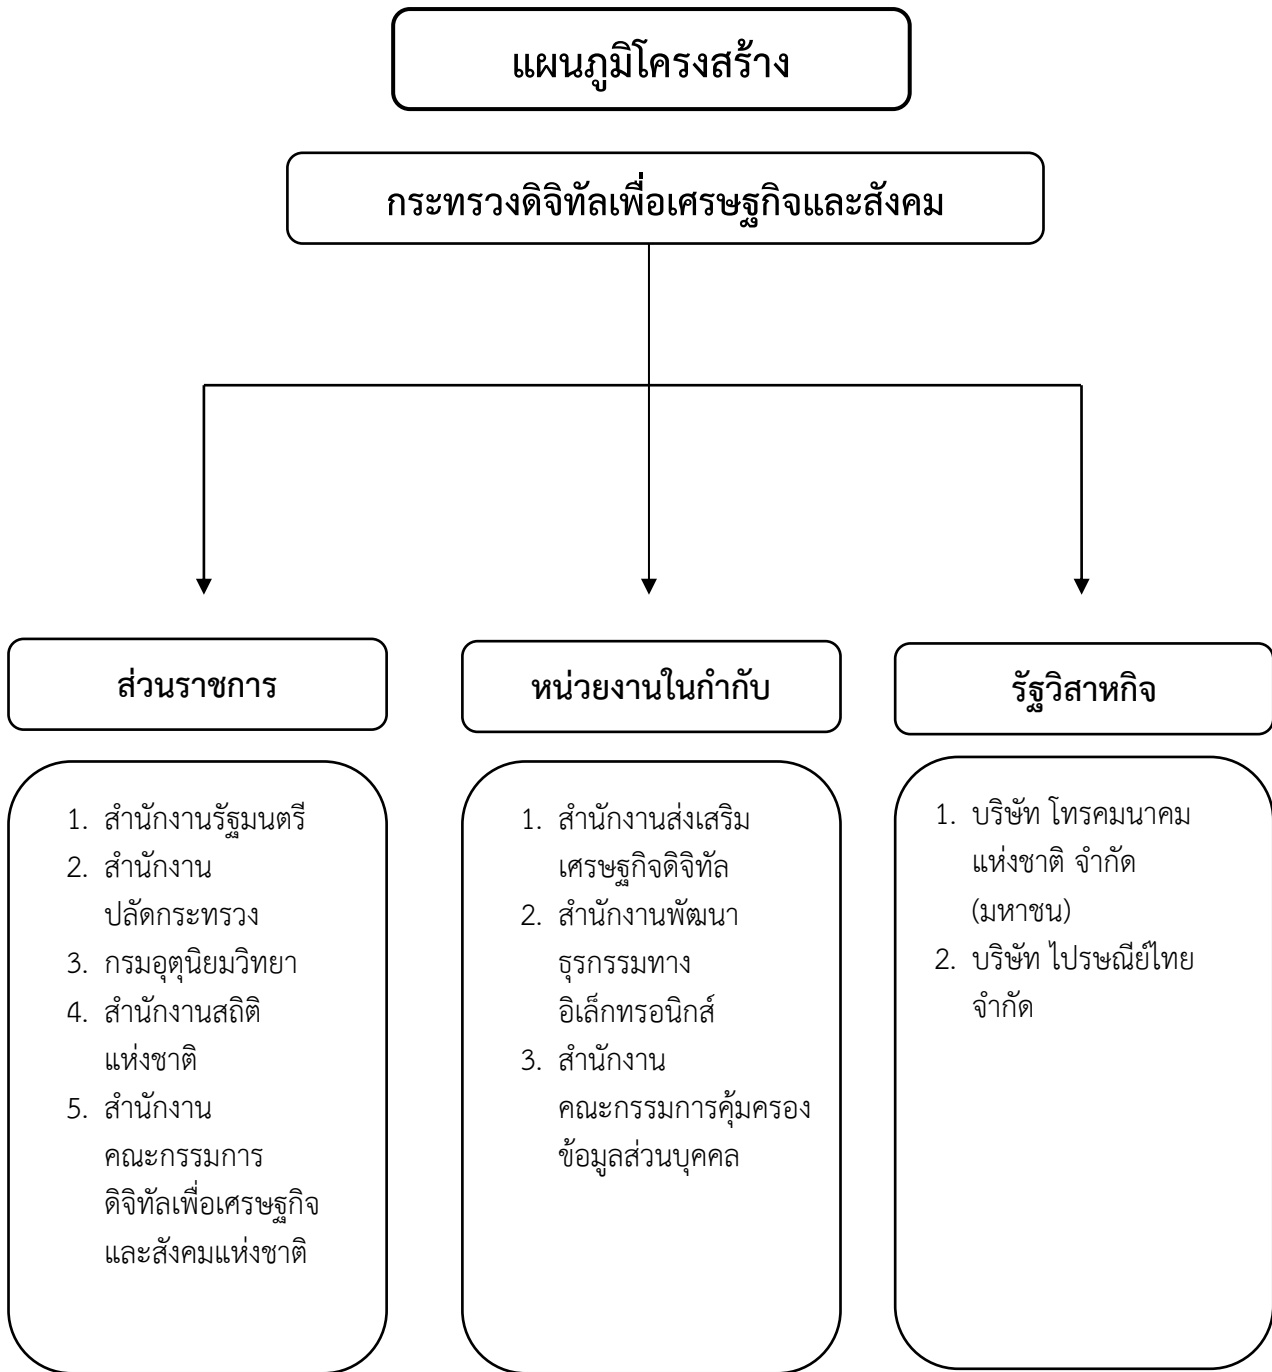 แผนภูมิโครงสร้าง
กระทรวงดิจิทัลเพื่อเศรษฐกิจและสังคม
ส่วนราชการ
1. สำนักงานรัฐมนตรี
2. สำนักงาน
ปลัดกระทรวง
3. กรมอุตุนิยมวิทยา
4. สำนักงานสถิติ
แห่งชาติ
5. สำนักงาน
คณะกรรมการ
ดิจิทัลเพื่อเศรษฐกิจ
และสังคมแห่งชาติ
หน่วยงานในกำกับ
1. สำนักงานส่งเสริม
เศรษฐกิจดิจิทัล
2. สำนักงานพัฒนา
ธุรกรรมทาง
อิเล็กทรอนิกส์
3. สำนักงาน
คณะกรรมการคุ้มครอง
ข้อมูลส่วนบุคคล
รัฐวิสาหกิจ
1. บริษัท โทรคมนาคม
แห่งชาติ จำกัด
(มหาชน)
2. บริษัท ไปรษณีย์ไทย
จำกัด